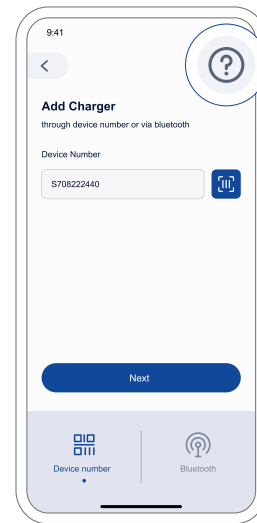 9:41
?
Add Charger
through device number or via bluetooth
Device Number
S708222440
Next
Device number
Bluetooth